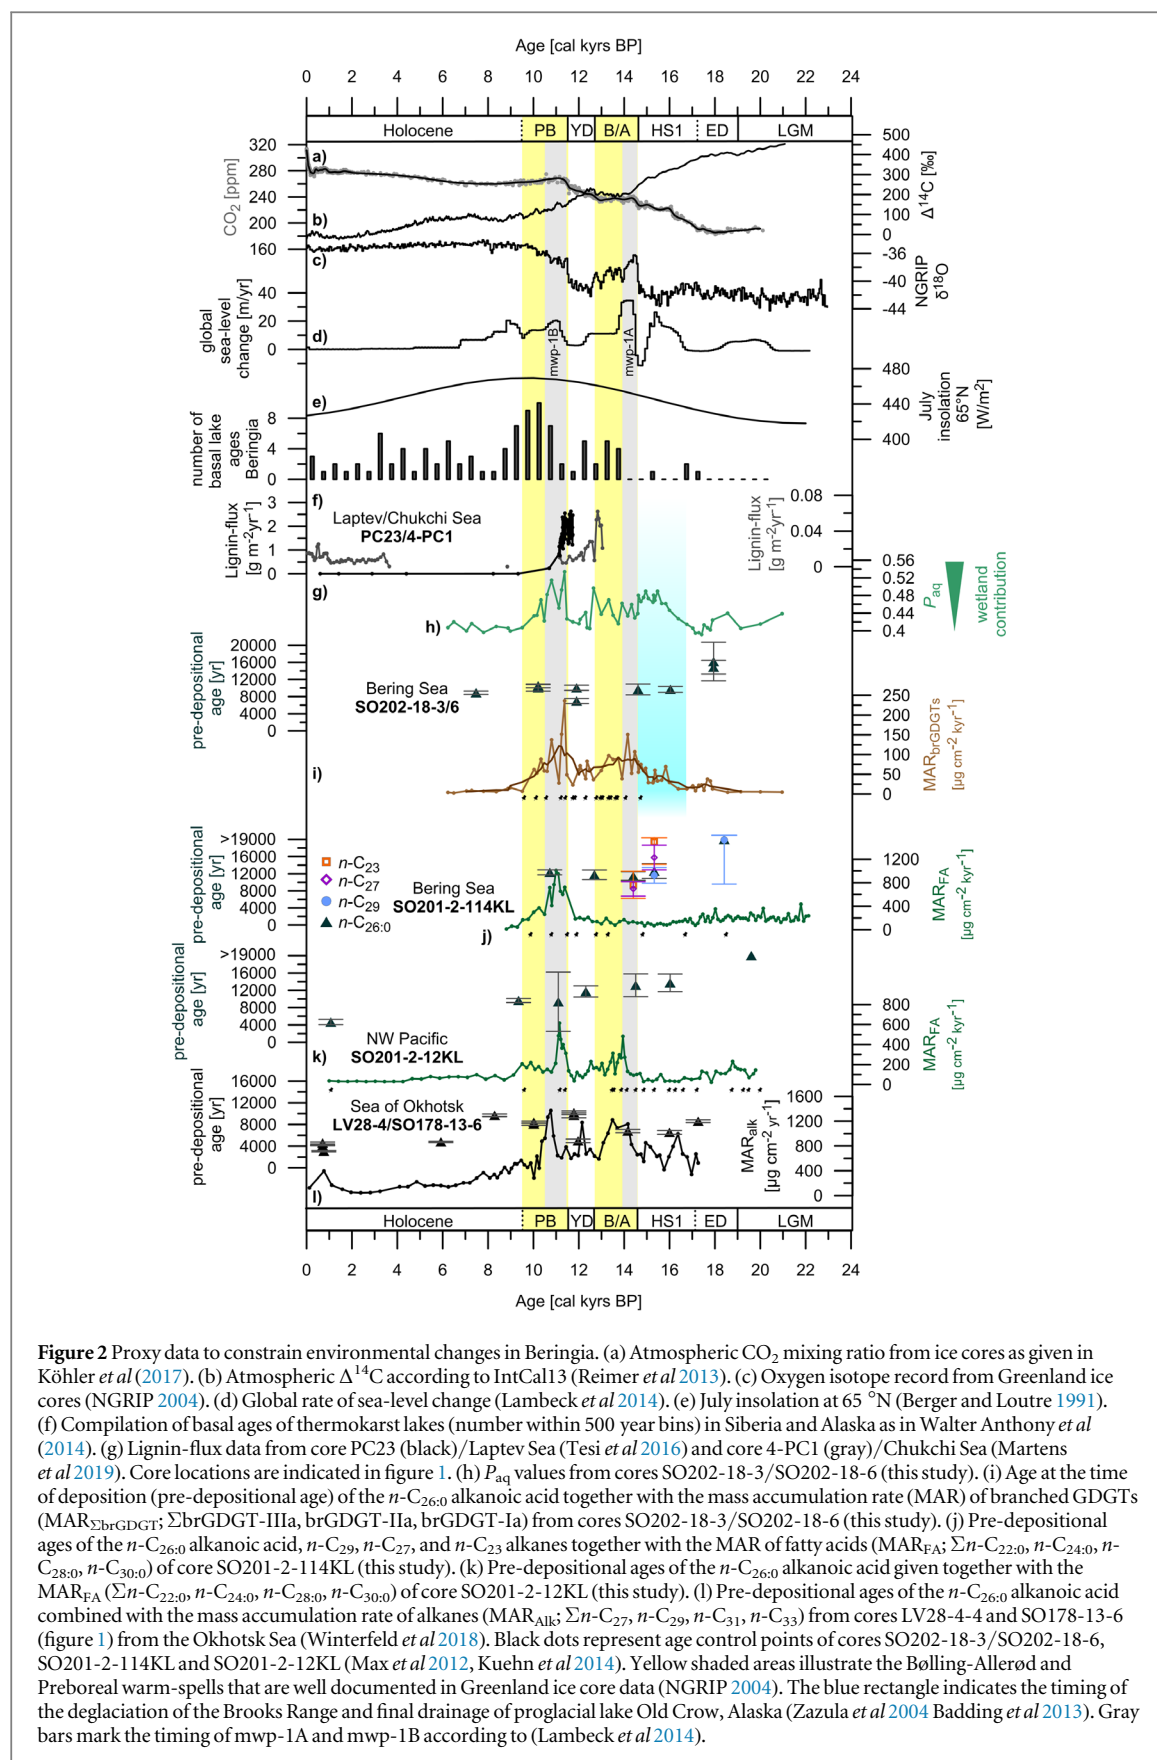 Age [cal kyrs BP]
0 2 4 6 8 10 12 14 16 18 20 22 24
Holocene PB YD B/A HS1 ED LGM
a)
CO2 [ppm]
320
280
240
200
160
500
400
300
200
100
0
Δ14C [‰]
b)
c)
-36
-40
-44
NGRIP
δ18O
global
sea-level
change [m/yr]
40
20
0
d)
mwp-1B
mwp-1A
e)
480
440
400
July
insolation
65°N
[W/m2]
number of
basal lake
ages
Beringia
8
4
0
f)
Lignin-flux
[g m-2yr-1]
3
2
1
0
Laptev/Chukchi Sea
PC23/4-PC1
Lignin-flux
[g m-2yr-1]
0.08
0.04
0
g)
0.56
0.52
0.48
0.44
0.4
Paq
wetland
contribution
h)
pre-depositional
age [yr]
20000
16000
12000
8000
4000
0
Bering Sea
SO202-18-3/6
250
200
150
100
50
0
MARbrGDGTs
[µg cm-2 kyr-1]
i)
pre-depositional
age [yr]
>19000
16000
12000
8000
4000
0
n-C23
n-C27
n-C29
n-C26:0
Bering Sea
SO201-2-114KL
1200
800
400
0
MARFA
[µg cm-2 kyr-1]
j)
pre-depositional
age [yr]
>19000
16000
12000
8000
4000
0
NW Pacific
SO201-2-12KL
800
600
400
200
0
MARFA
[µg cm-2 kyr-1]
k)
pre-depositional
age [yr]
16000
12000
8000
4000
0
Sea of Okhotsk
LV28-4/SO178-13-6
MARalk
[µg cm-2 yr-1]
1600
1200
800
400
0
l)
Holocene PB YD B/A HS1 ED LGM
0 2 4 6 8 10 12 14 16 18 20 22 24
Age [cal kyrs BP]
Figure 2 Proxy data to constrain environmental changes in Beringia. (a) Atmospheric CO2 mixing ratio from ice cores as given in
Köhler et al (2017). (b) Atmospheric Δ14C according to IntCal13 (Reimer et al 2013). (c) Oxygen isotope record from Greenland ice
cores (NGRIP 2004). (d) Global rate of sea-level change (Lambeck et al 2014). (e) July insolation at 65 °N (Berger and Loutre 1991).
(f) Compilation of basal ages of thermokarst lakes (number within 500 year bins) in Siberia and Alaska as in Walter Anthony et al
(2014). (g) Lignin-flux data from core PC23 (black)/Laptev Sea (Tesi et al 2016) and core 4-PC1 (gray)/Chukchi Sea (Martens
et al 2019). Core locations are indicated in figure 1. (h) Paq values from cores SO202-18-3/SO202-18-6 (this study). (i) Age at the time
of deposition (pre-depositional age) of the n-C26:0 alkanoic acid together with the mass accumulation rate (MAR) of branched GDGTs
(MARΣbrGDGT; ΣbrGDGT-IIIa, brGDGT-IIa, brGDGT-Ia) from cores SO202-18-3/SO202-18-6 (this study). (j) Pre-depositional
ages of the n-C26:0 alkanoic acid, n-C29, n-C27, and n-C23 alkanes together with the MAR of fatty acids (MARFA; Σn-C22:0, n-C24:0, n-
C28:0, n-C30:0) of core SO201-2-114KL (this study). (k) Pre-depositional ages of the n-C26:0 alkanoic acid given together with the
MARFA (Σn-C22:0, n-C24:0, n-C28:0, n-C30:0) of core SO201-2-12KL (this study). (l) Pre-depositional ages of the n-C26:0 alkanoic acid
combined with the mass accumulation rate of alkanes (MARAlk; Σn-C27, n-C29, n-C31, n-C33) from cores LV28-4-4 and SO178-13-6
(figure 1) from the Okhotsk Sea (Winterfeld et al 2018). Black dots represent age control points of cores SO202-18-3/SO202-18-6,
SO201-2-114KL and SO201-2-12KL (Max et al 2012, Kuehn et al 2014). Yellow shaded areas illustrate the Bølling-Allerød and
Preboreal warm-spells that are well documented in Greenland ice core data (NGRIP 2004). The blue rectangle indicates the timing of
the deglaciation of the Brooks Range and final drainage of proglacial lake Old Crow, Alaska (Zazula et al 2004 Badding et al 2013). Gray
bars mark the timing of mwp-1A and mwp-1B according to (Lambeck et al 2014).